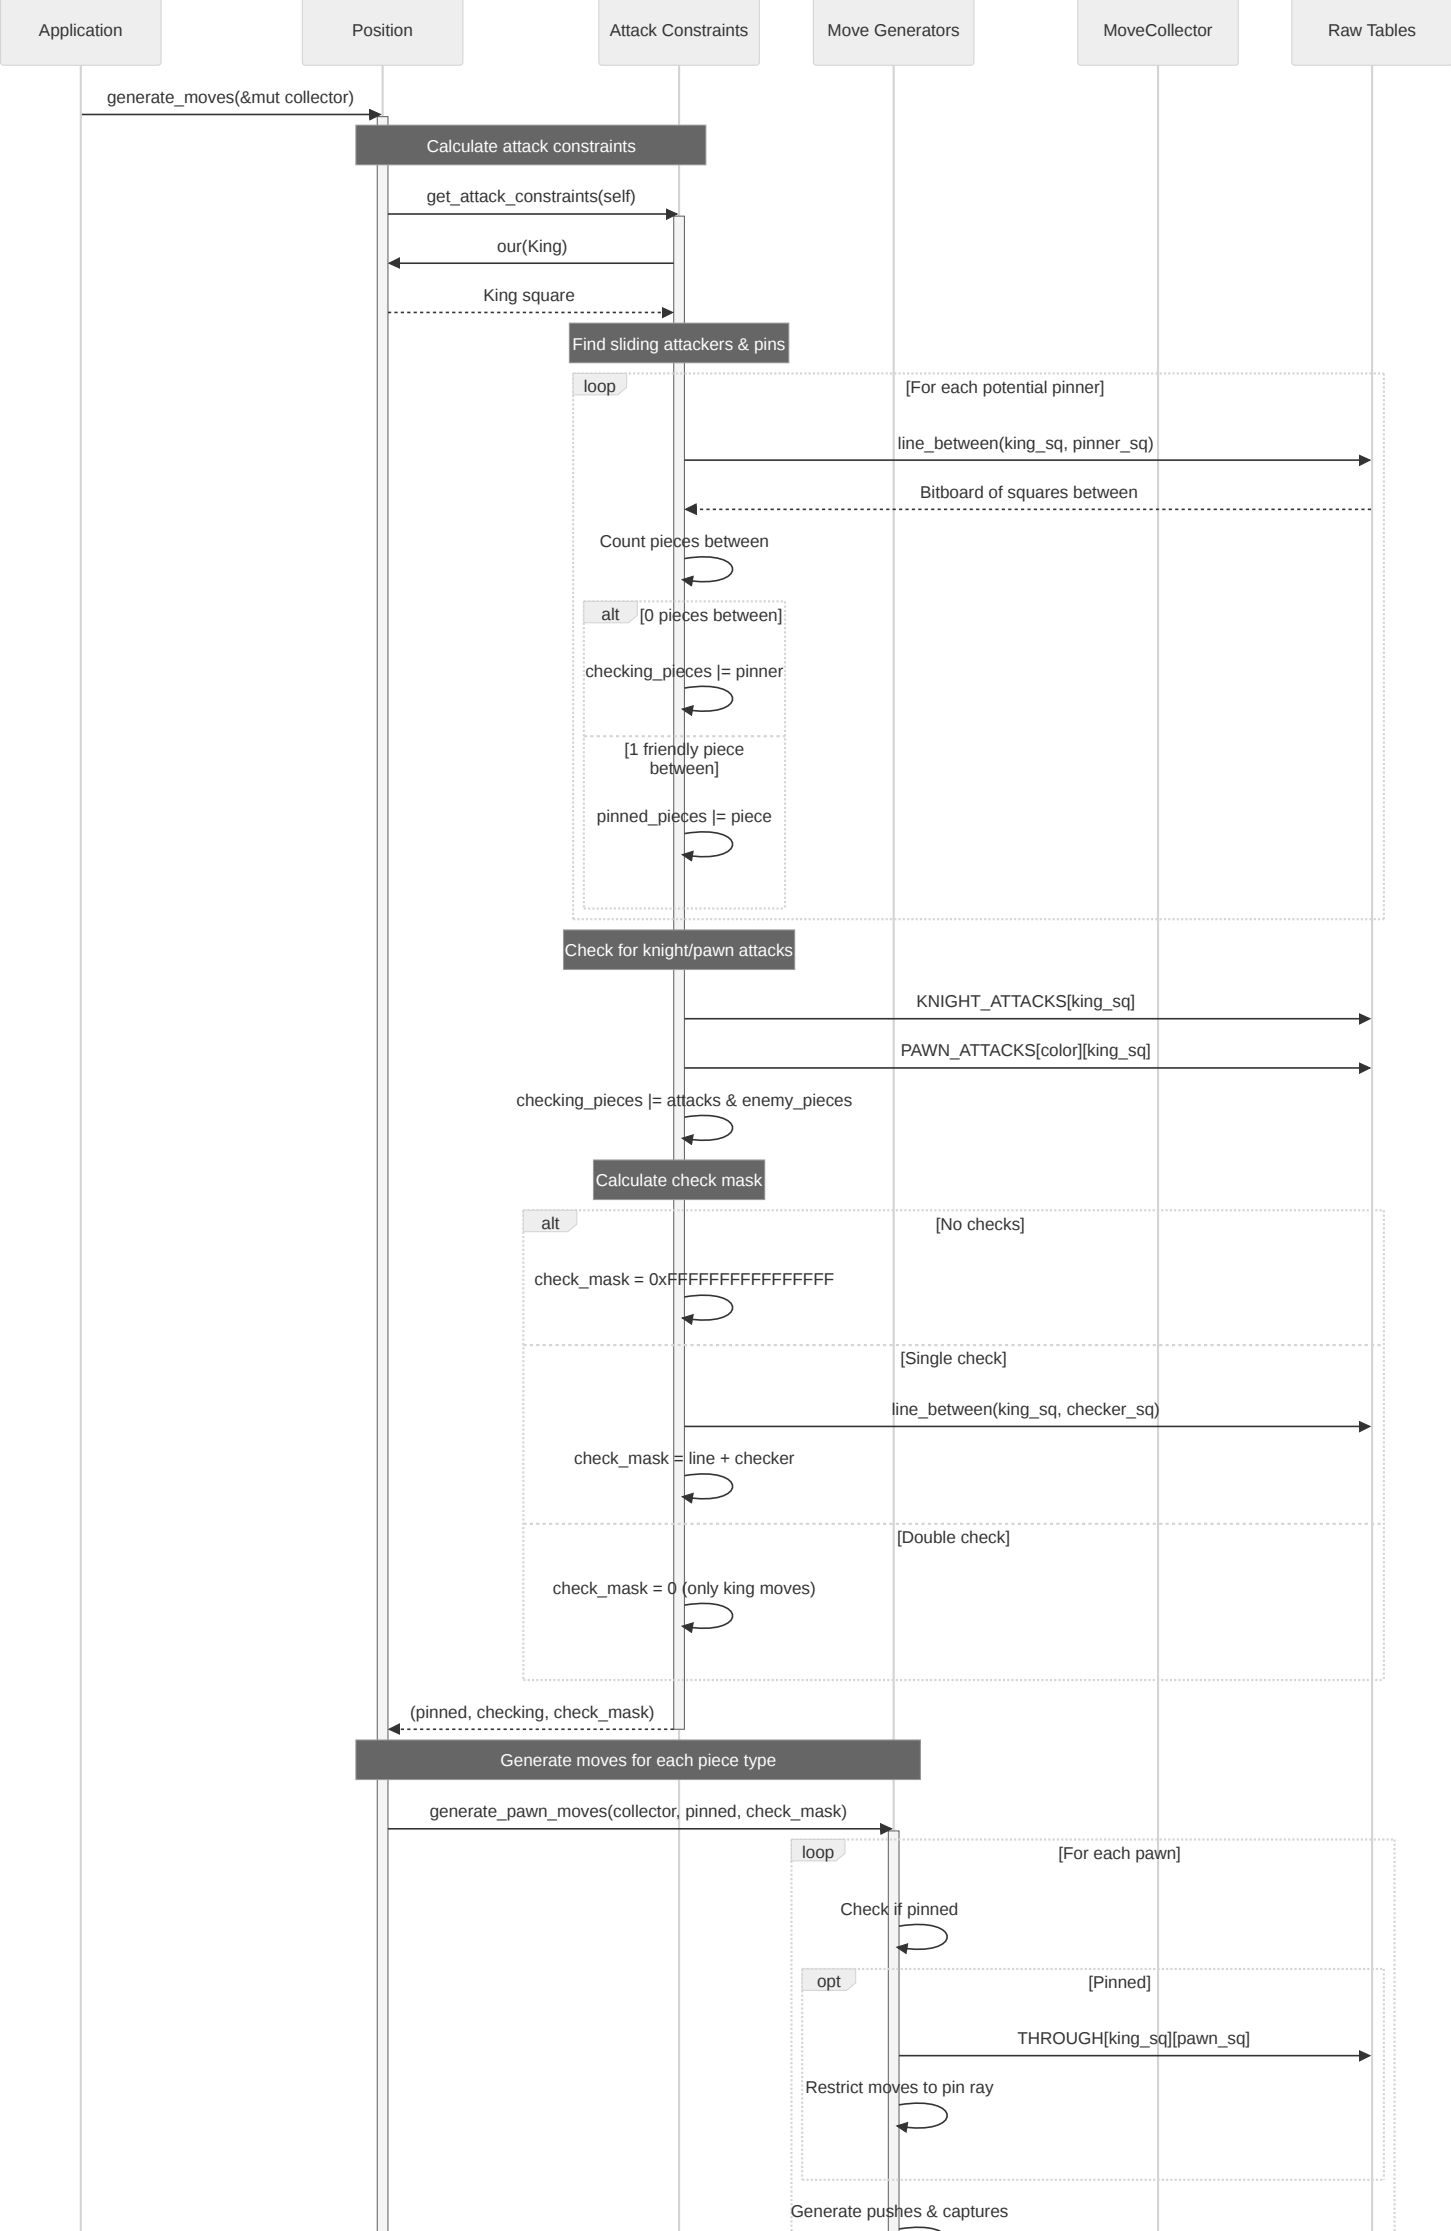 Application
Position
Attack Constraints
Move Generators
MoveCollector
Raw Tables
generate_moves(&mut collector)
Calculate attack constraints
get_attack_constraints(self)
our(King)
King square
Find sliding attackers & pins
loop
[For each potential pinner]
line_between(king_sq, pinner_sq)
Bitboard of squares between
Count pieces between
alt
[0 pieces between]
checking_pieces |= pinner
[1 friendly piece
between]
pinned_pieces |= piece
Check for knight/pawn attacks
KNIGHT_ATTACKS[king_sq]
PAWN_ATTACKS[color][king_sq]
checking_pieces |= attacks & enemy_pieces
Calculate check mask
alt
[No checks]
check_mask = 0xFFFFFFFFFFFFFFFF
[Single check]
line_between(king_sq, checker_sq)
check_mask = line + checker
[Double check]
check_mask = 0 (only king moves)
(pinned, checking, check_mask)
Generate moves for each piece type
generate_pawn_moves(collector, pinned, check_mask)
loop
[For each pawn]
Check if pinned
opt
[Pinned]
THROUGH[king_sq][pawn_sq]
Restrict moves to pin ray
Generate pushes & captures